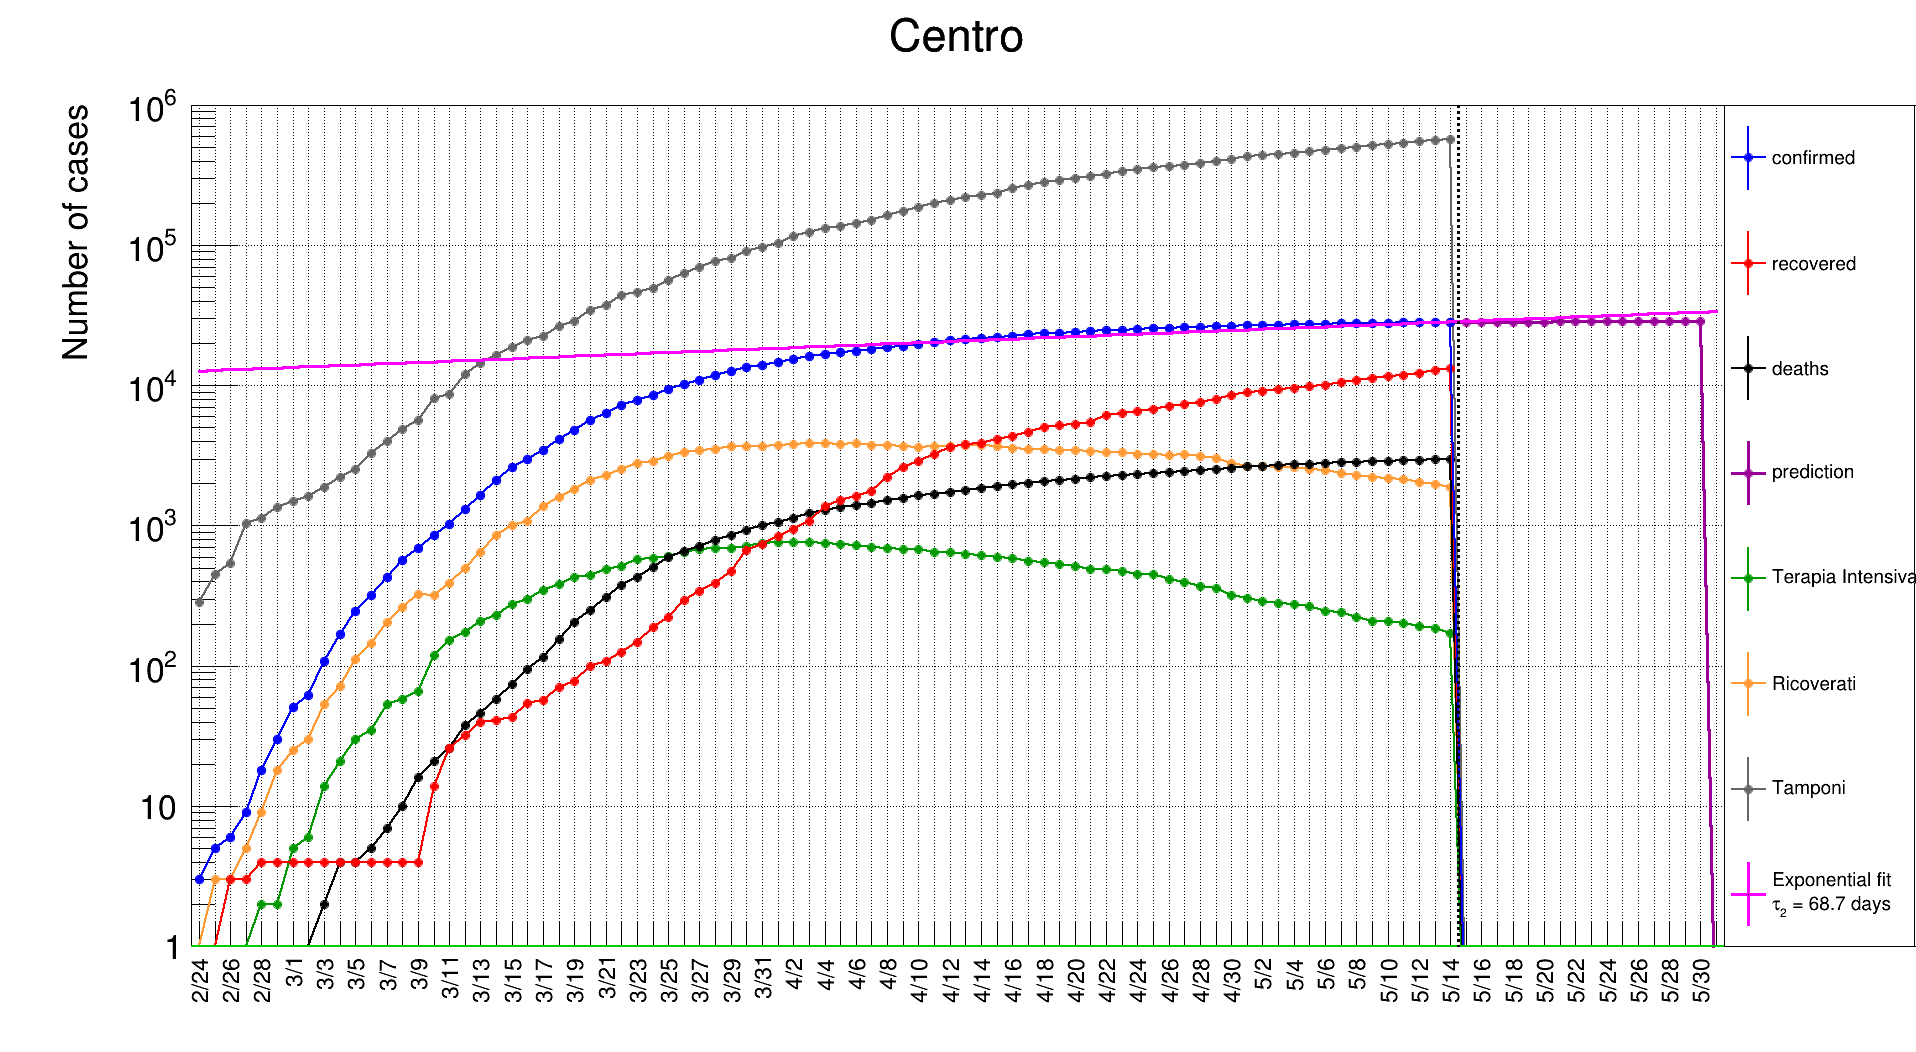 Centro
Number of cases
10^6
10^5
10^4
10^3
10^2
10
1
2/24 2/26 2/28 3/1 3/3 3/5 3/7 3/9 3/11 3/13 3/15 3/17 3/19 3/21 3/23 3/25 3/27 3/29 3/31 4/2 4/4 4/6 4/8 4/10 4/12 4/14 4/16 4/18 4/20 4/22 4/24 4/26 4/28 4/30 5/2 5/4 5/6 5/8 5/10 5/12 5/14 5/16 5/18 5/20 5/22 5/24 5/26 5/28 5/30
confirmed
recovered
deaths
prediction
Terapia Intensiva
Ricoverati
Tamponi
Exponential fit
τ₂ = 68.7 days